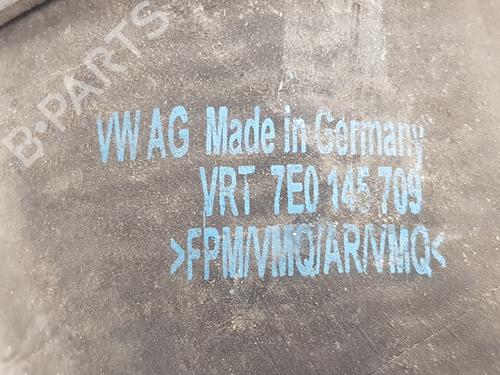 B-PARTS
VW AG Made in Germany
VRT 7E0 145 709
>FPM/VMQ/AR/VMQ<